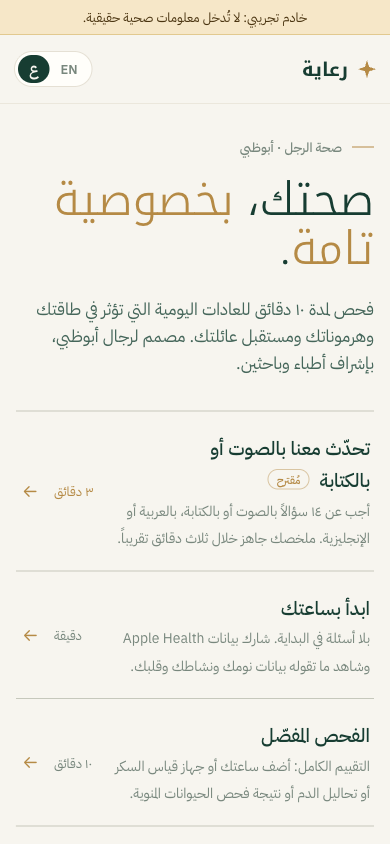 خادم تجريبي: لا تُدخل معلومات صحية حقيقية.
رعاية
EN ع
صحة الرجل · أبوظبي
صحتك، بخصوصية
تامة.
فحص لمدة ١٠ دقائق للعادات اليومية التي تؤثر في طاقتك
وهرموناتك ومستقبل عائلتك. مصمم لرجال أبوظبي،
بإشراف أطباء وباحثين.
تحدّث معنا بالصوت أو
بالكتابة مُقترح
أجب عن ١٤ سؤالاً بالصوت أو بالكتابة، بالعربية أو
الإنجليزية. ملخصك جاهز خلال ثلاث دقائق تقريباً.
٣ دقائق ←
ابدأ بساعتك
بلا أسئلة في البداية. شارك بيانات Apple Health
وشاهد ما تقوله بيانات نومك ونشاطك وقلبك.
دقيقة ←
الفحص المفصّل
التقييم الكامل: أضف ساعتك أو جهاز قياس السكر
أو تحاليل الدم أو نتيجة فحص الحيوانات المنوية.
١٠ دقائق ←